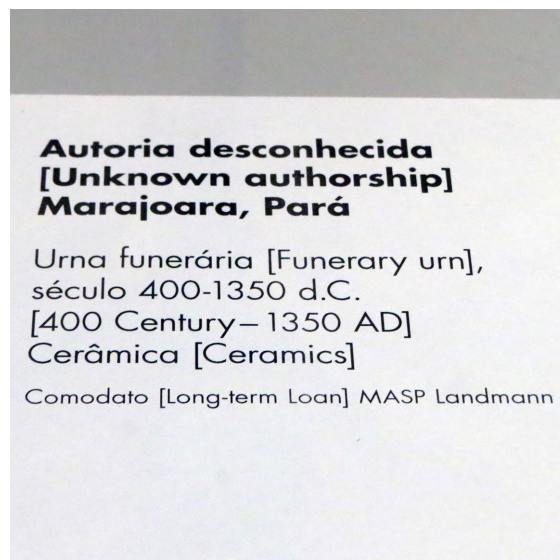 Autoria desconhecida
[Unknown authorship]
Marajoara, Pará
Urna funerária [Funerary urn],
século 400-1350 d.C.
[400 Century–1350 AD]
Cerâmica [Ceramics]
Comodato [Long-term Loan] MASP Landmann